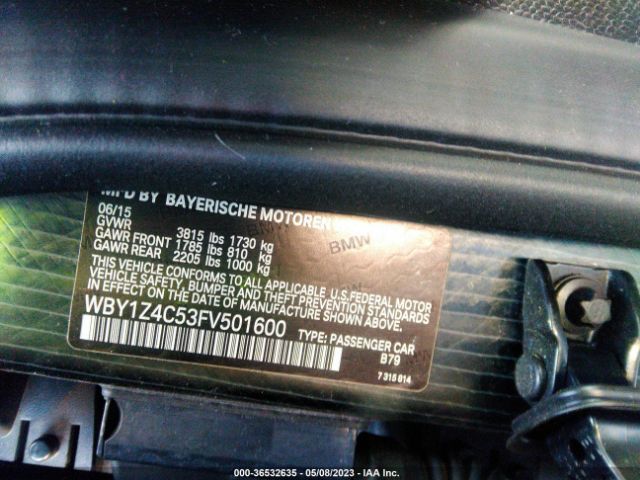 MFD BY BAYERISCHE MOTOREN
06/15
GVWR 3815 lbs 1730 kg
GAWR FRONT 1785 lbs 810 kg
GAWR REAR 2205 lbs 1000 kg
BMW
THIS VEHICLE CONFORMS TO ALL APPLICABLE U.S.FEDERAL MOTOR
VEHICLE SAFETY, BUMPER AND THEFT PREVENTION STANDARDS
IN EFFECT ON THE DATE OF MANUFACTURE SHOWN ABOVE.
WBY1Z4C53FV501600
TYPE: PASSENGER CAR
B79
7 318 614
000-36532635 - 05/08/2023 - IAA Inc.